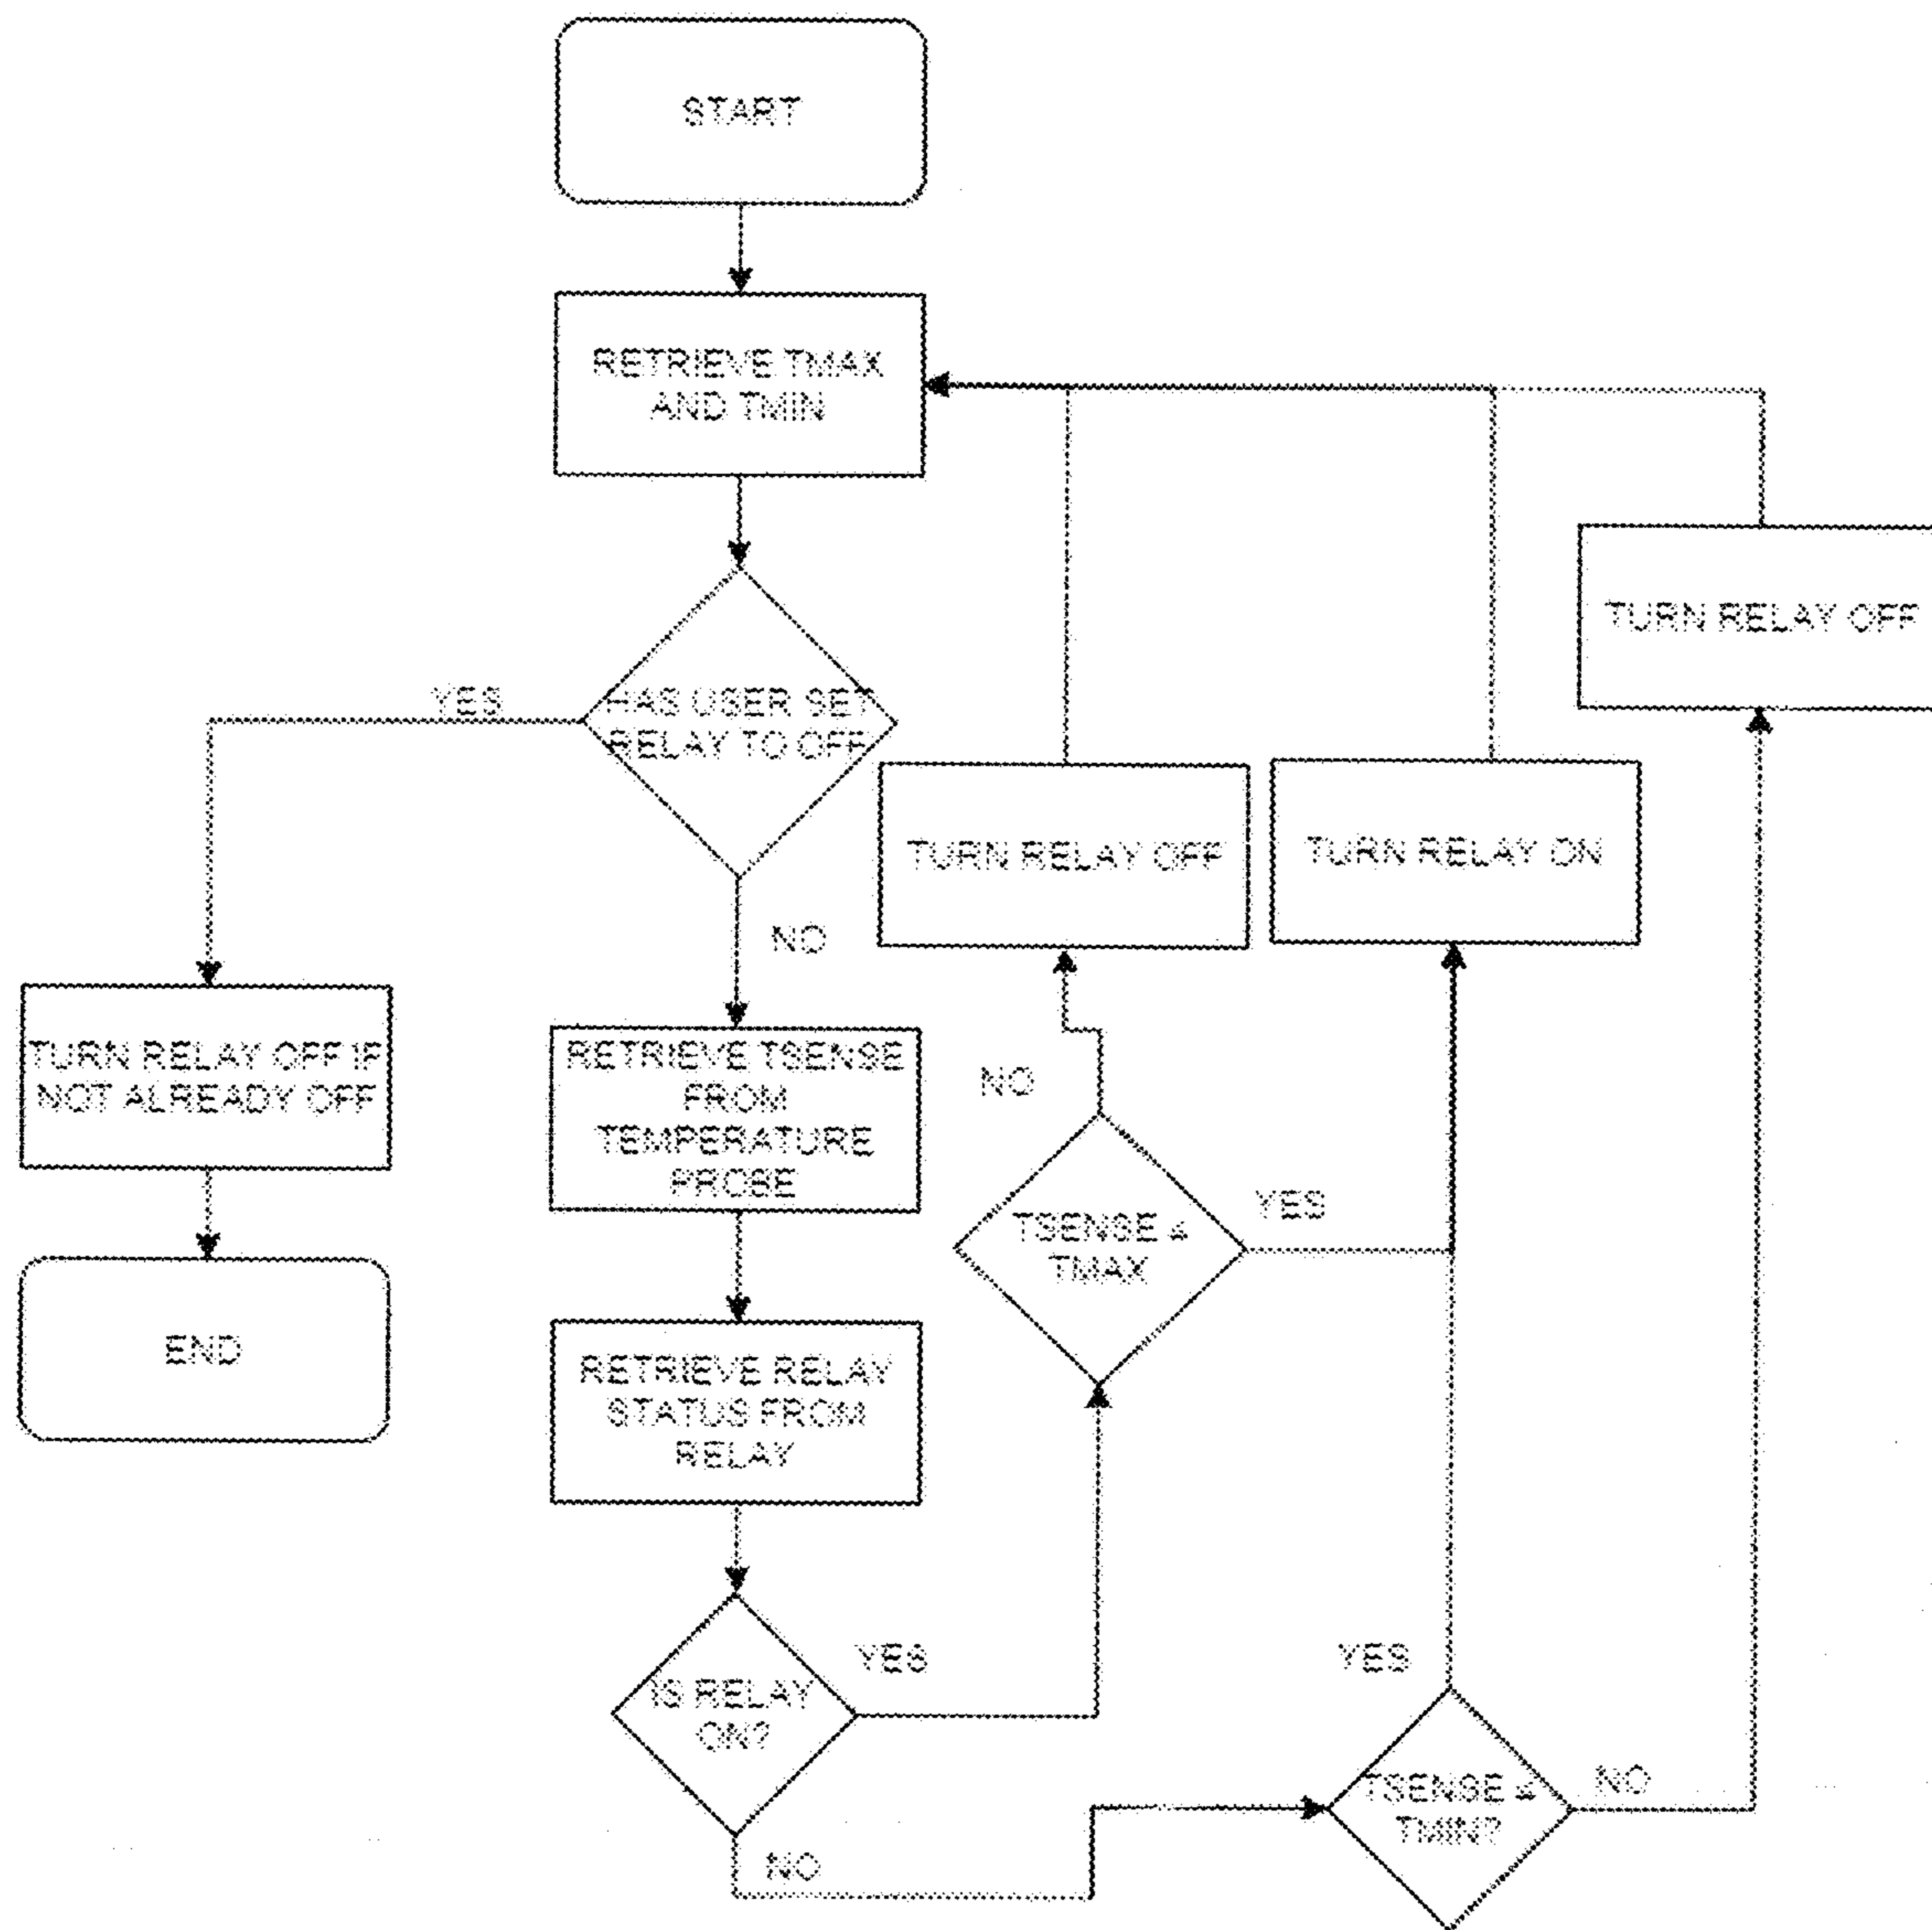 START
RETRIEVE TMAX
AND TMIN
HAS USER SET
RELAY TO OFF
YES
NO
TURN RELAY OFF
TURN RELAY OFF
TURN RELAY ON
TURN RELAY OFF IF
NOT ALREADY OFF
END
RETRIEVE TSENSE
FROM
TEMPERATURE
PROBE
NO
TSENSE
TMAX
YES
RETRIEVE RELAY
STATUS FROM
RELAY
IS RELAY
ON?
YES
NO
YES
TSENSE
TMIN?
NO